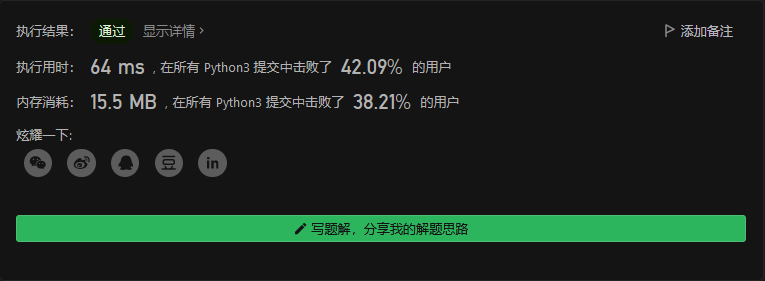 执行结果： 通过 显示详情 › 添加备注
执行用时： 64 ms , 在所有 Python3 提交中击败了 42.09% 的用户
内存消耗： 15.5 MB , 在所有 Python3 提交中击败了 38.21% 的用户
炫耀一下:
豆 in
写题解，分享我的解题思路